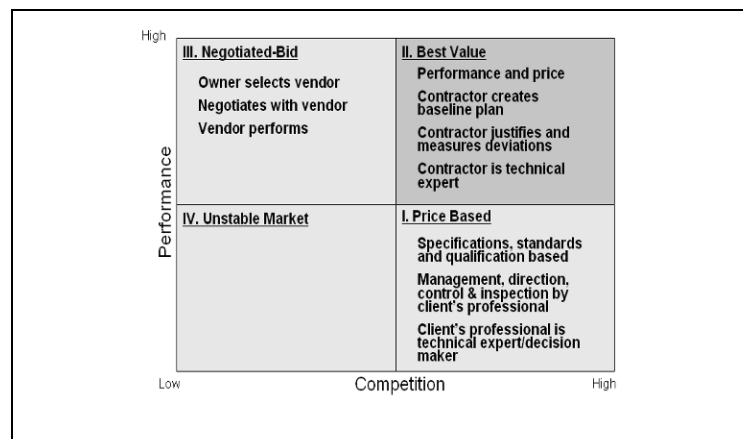 High
III. Negotiated-Bid
Owner selects vendor
Negotiates with vendor
Vendor performs
II. Best Value
Performance and price
Contractor creates
baseline plan
Contractor justifies and
measures deviations
Contractor is technical
expert
Performance
IV. Unstable Market
I. Price Based
Specifications, standards
and qualification based
Management, direction,
control & inspection by
client's professional
Client's professional is
technical expert/decision
maker
Low
Competition
High